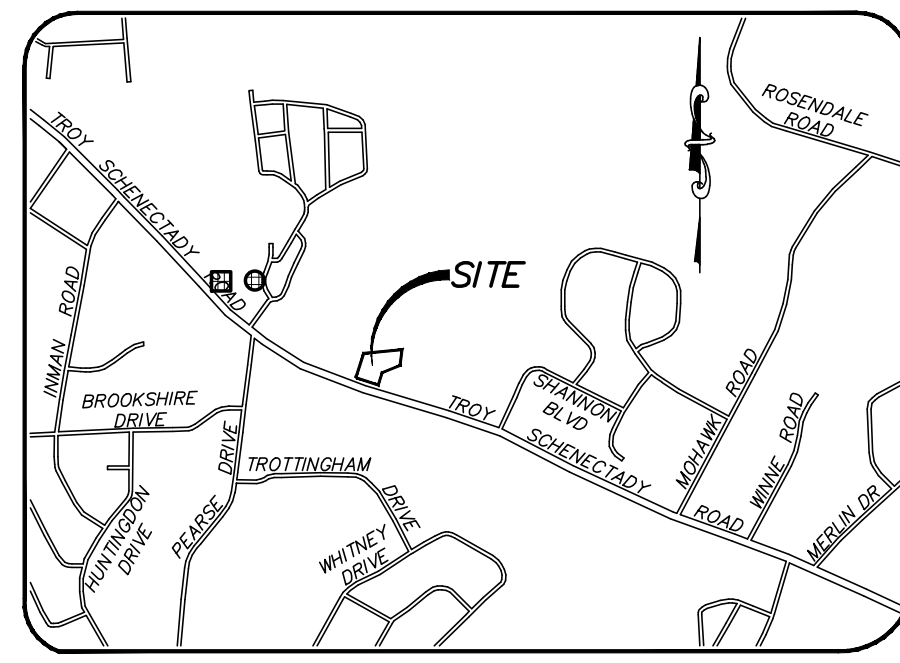 ROSENDALE
ROAD
TROY
SCHENECTADY
ROAD
SITE
INMAN ROAD
BROOKSHIRE
DRIVE
TROY
SHANNON
BLVD
SCHENECTADY
MOHAWK ROAD
WINNE ROAD
ROAD
MERLIN DR
PEARSE DRIVE
TROTTINGHAM
DRIVE
HUNTINGDON
DRIVE
WHITNEY
DRIVE